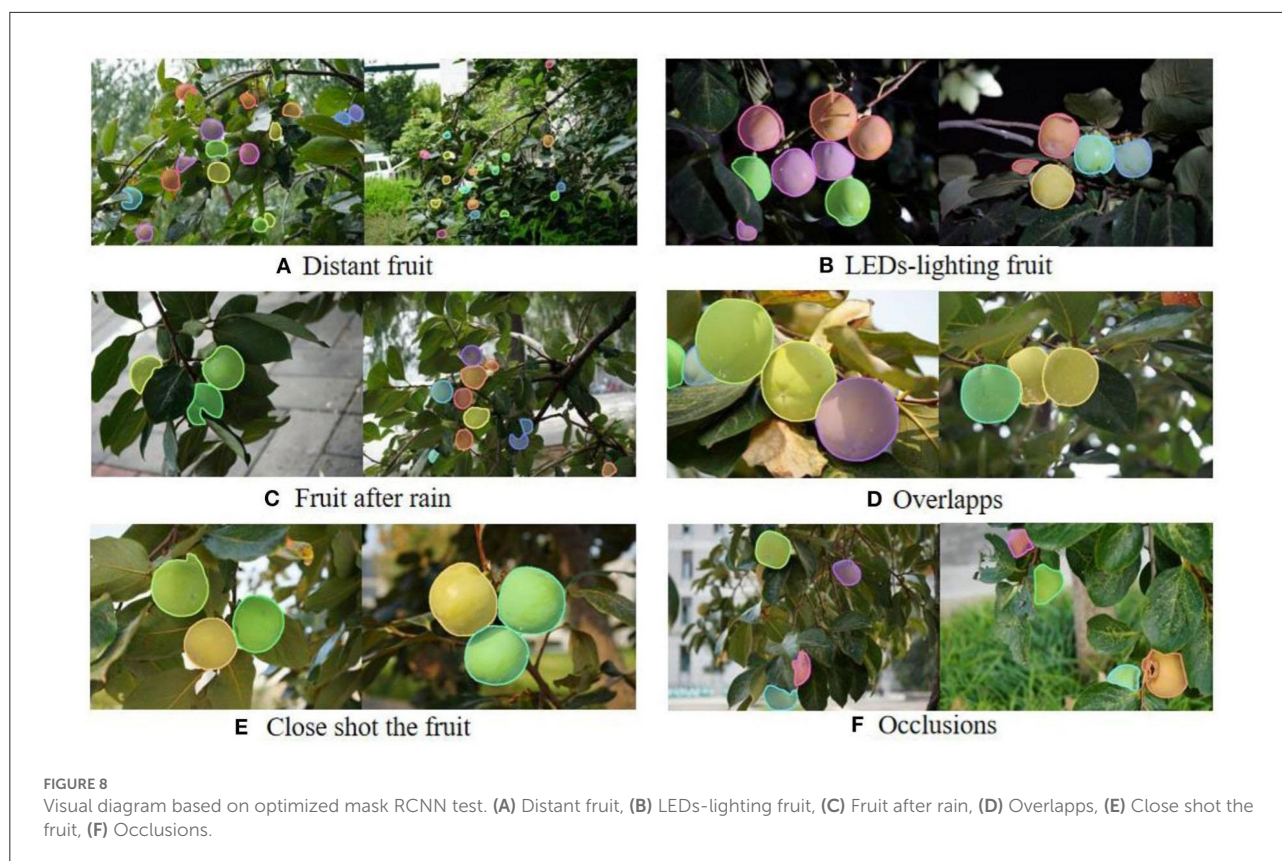 A Distant fruit
B LEDs-lighting fruit
C Fruit after rain
D Overlapps
E Close shot the fruit
F Occlusions
FIGURE 8
Visual diagram based on optimized mask RCNN test. (A) Distant fruit, (B) LEDs-lighting fruit, (C) Fruit after rain, (D) Overlapps, (E) Close shot the
fruit, (F) Occlusions.